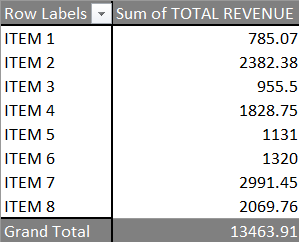 Row Labels Sum of TOTAL REVENUE
ITEM 1 785.07
ITEM 2 2382.38
ITEM 3 955.5
ITEM 4 1828.75
ITEM 5 1131
ITEM 6 1320
ITEM 7 2991.45
ITEM 8 2069.76
Grand Total 13463.91